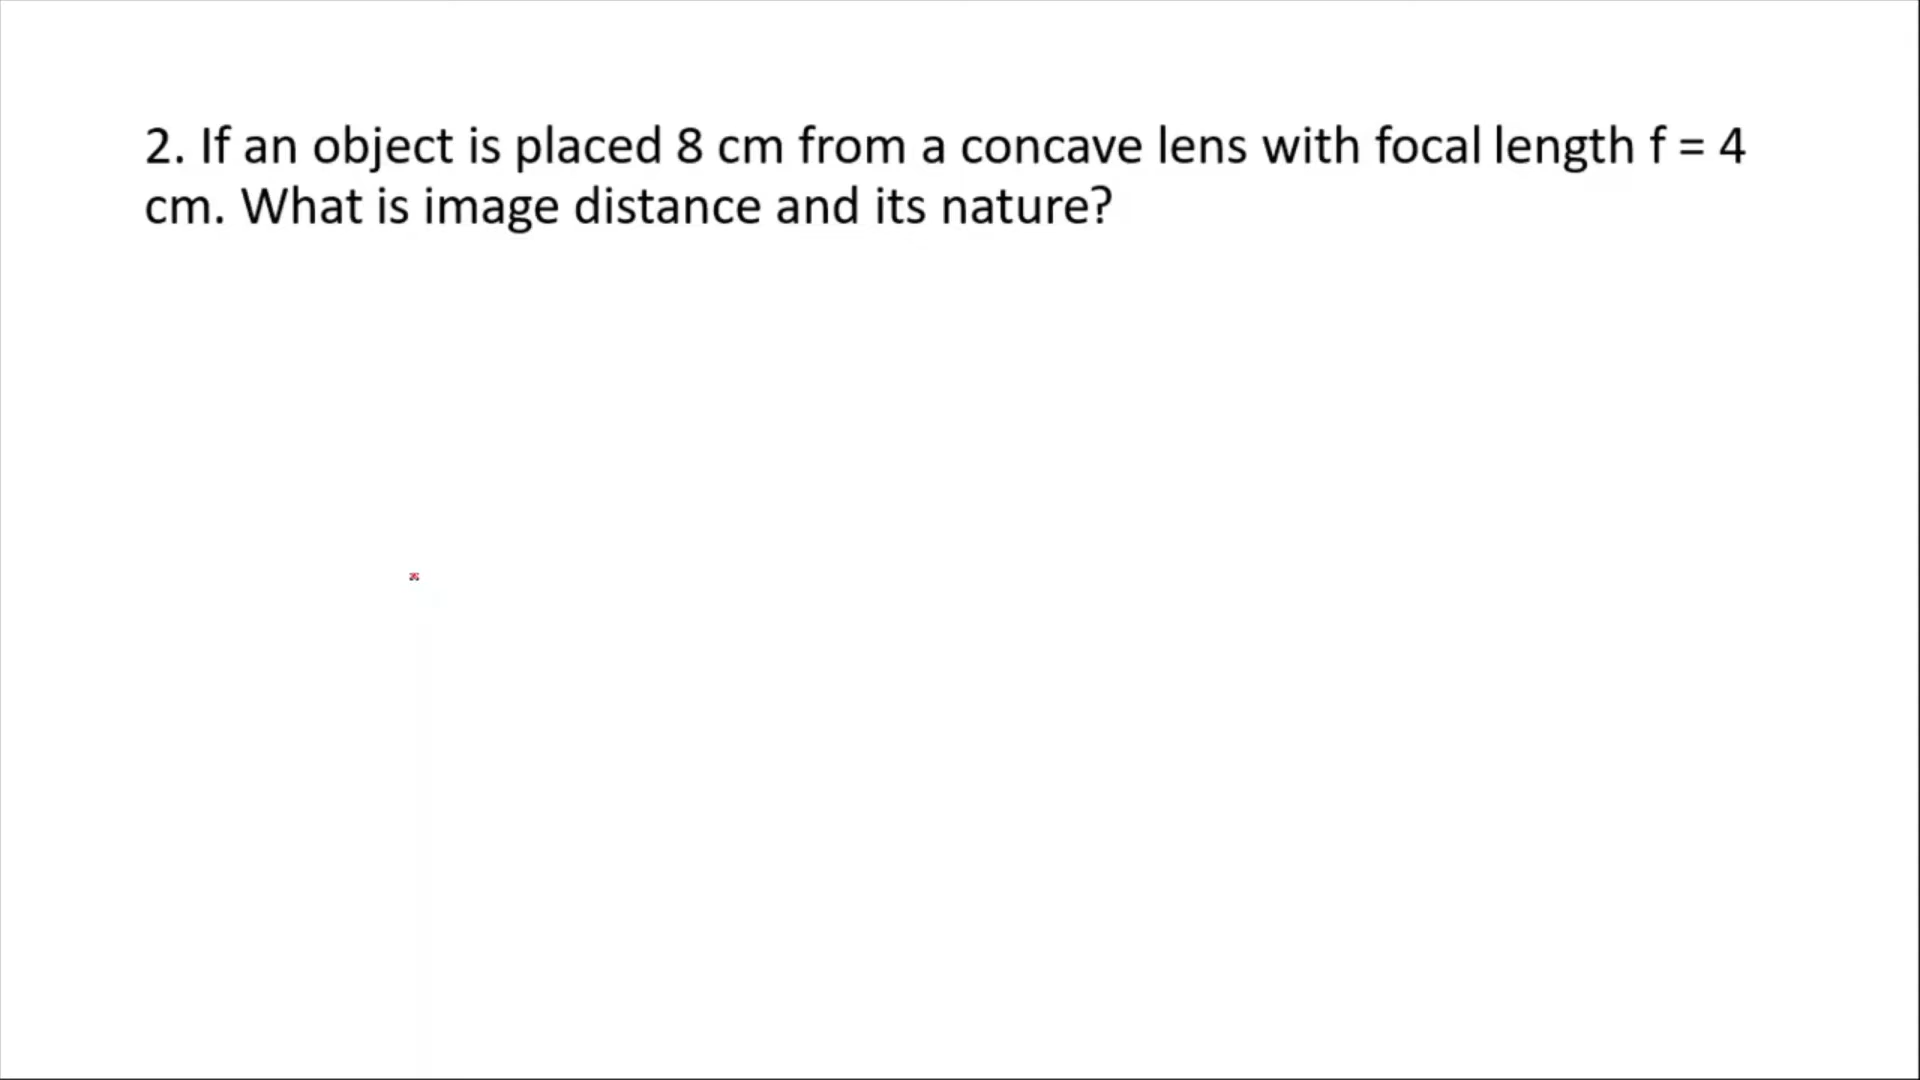 2. If an object is placed 8 cm from a concave lens with focal length f = 4
cm. What is image distance and its nature?